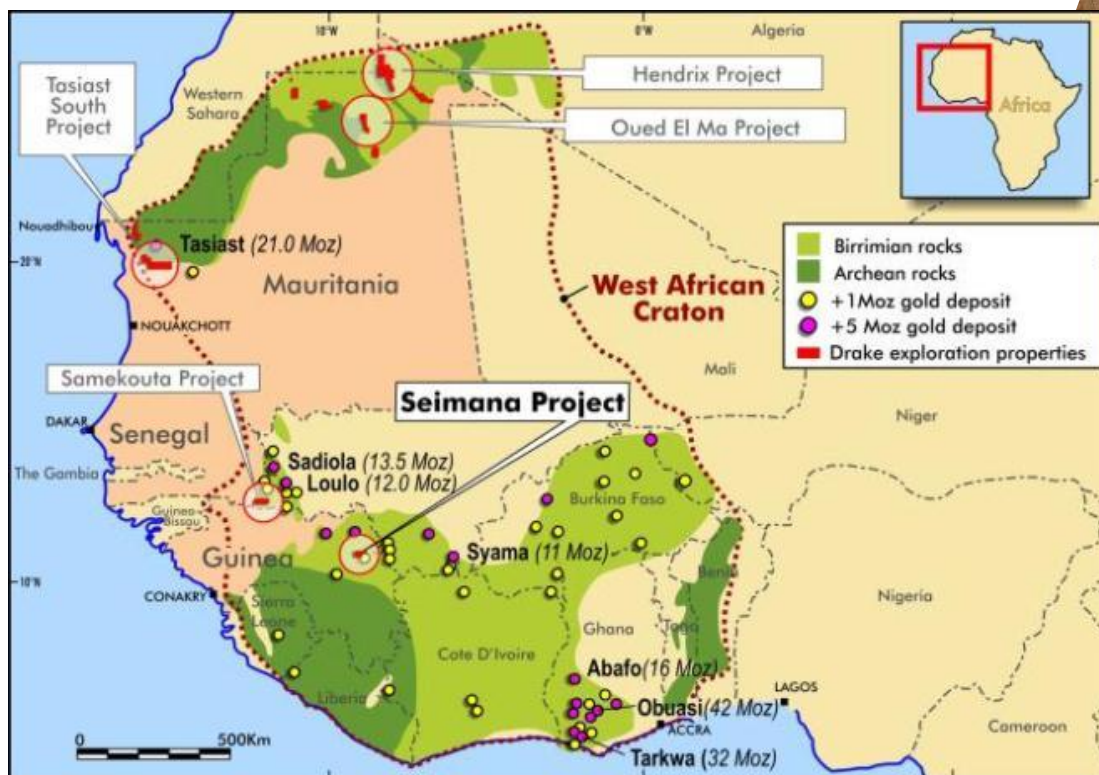 10°W
0°W
Algeria
Hendrix Project
Tasiast
South
Project
Western
Sahara
Africa
Oued El Ma Project
Nouadhibou
Tasiast (21.0 Moz)
20°N
Mauritania
West African
Craton
Birrimian rocks
Archean rocks
+1Moz gold deposit
+5 Moz gold deposit
Drake exploration properties
NOUAKCHOTT
Mali
Samekouta Project
Seimana Project
Niger
DAKAR
Senegal
The Gambia
Sadiola (13.5 Moz)
Loulo (12.0 Moz)
Burkina Faso
Guinea
Bissau
Guinea
Syama (11 Moz)
10°N
Benin
CONAKRY
Sierra
Leone
Nigeria
Ghana
Togo
Cote D'Ivoire
Abafo (16 Moz)
Liberia
LAGOS
Obuasi (42 Moz)
ACCRA
Cameroon
0
500Km
Tarkwa (32 Moz)